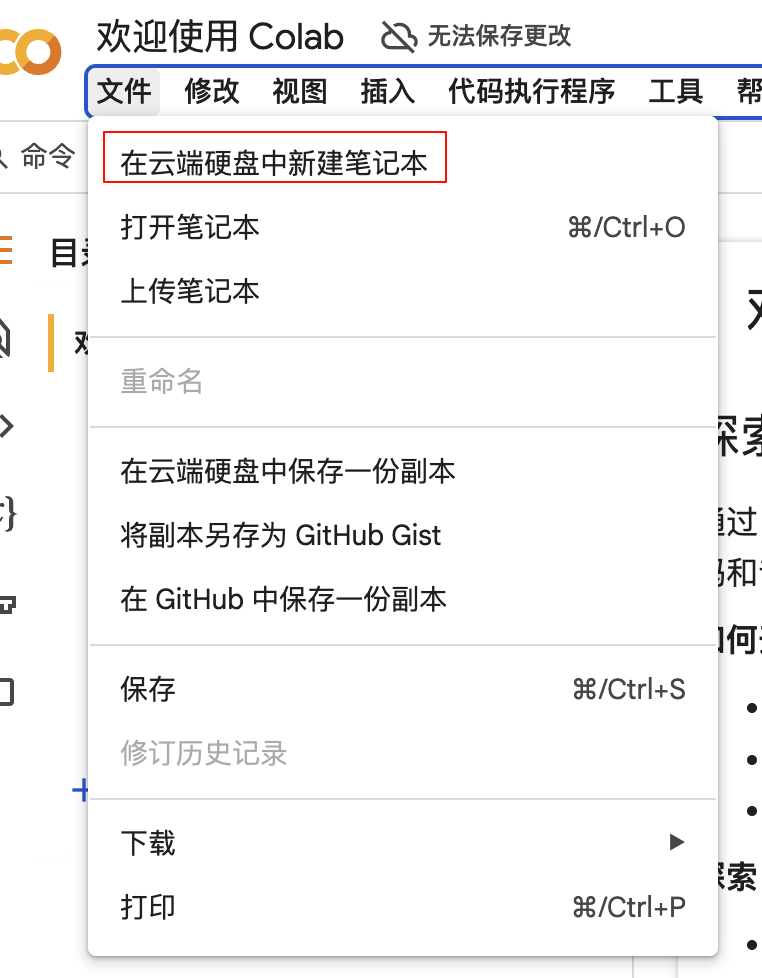 欢迎使用 Colab 无法保存更改
文件 修改 视图 插入 代码执行程序 工具
命令
在云端硬盘中新建笔记本
打开笔记本 ⌘/Ctrl+O
上传笔记本
重命名
在云端硬盘中保存一份副本
将副本另存为 GitHub Gist
在 GitHub 中保存一份副本
保存 ⌘/Ctrl+S
修订历史记录
下载
打印 ⌘/Ctrl+P
目
探索
通过
码和
如何
探索